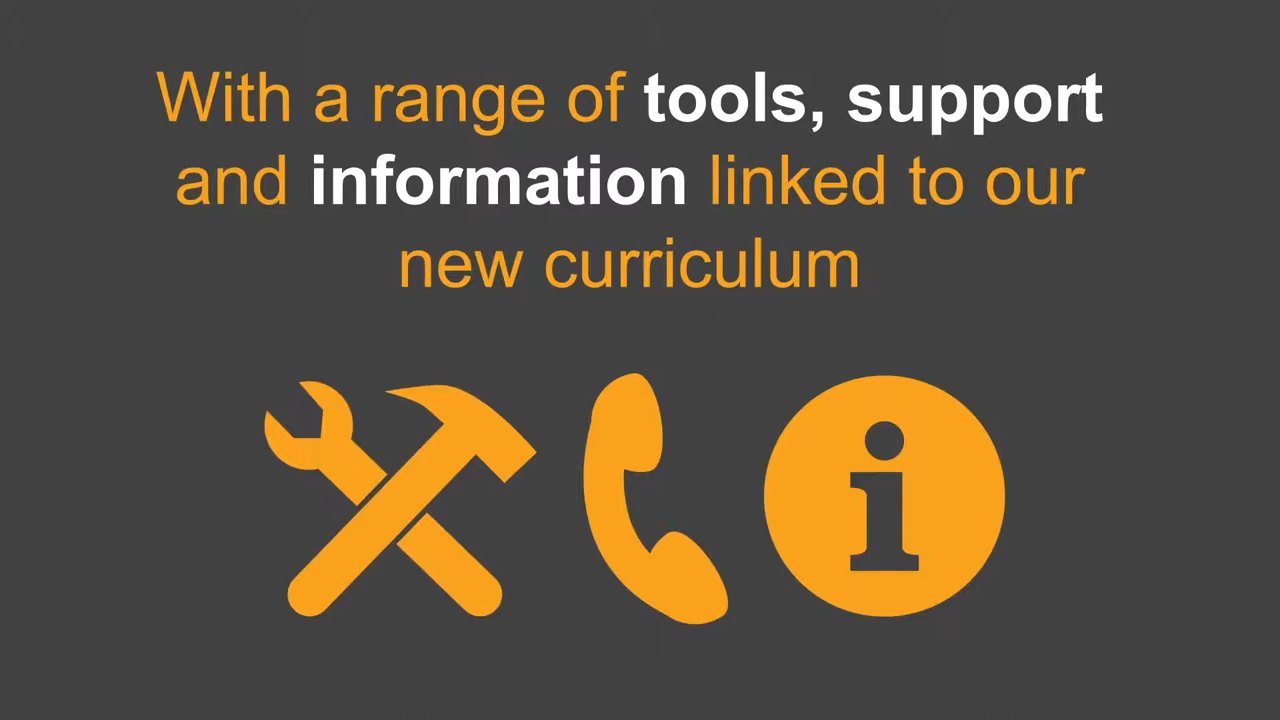 With a range of tools, support
and information linked to our
new curriculum